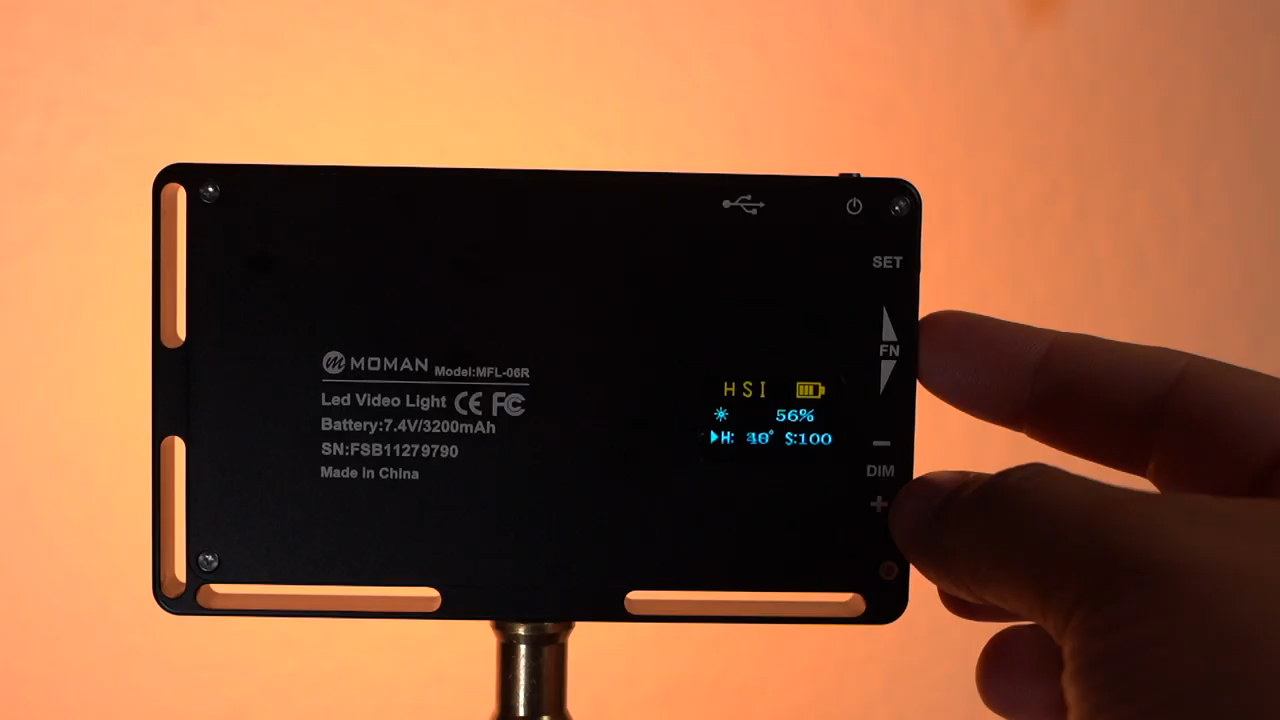 SET
FN
MOMAN Model:MFL-06R
Led Video Light CE FC
Battery:7.4V/3200mAh
SN:FSB11279790
Made In China
HSI
56%
H: S:100
−
DIM
+